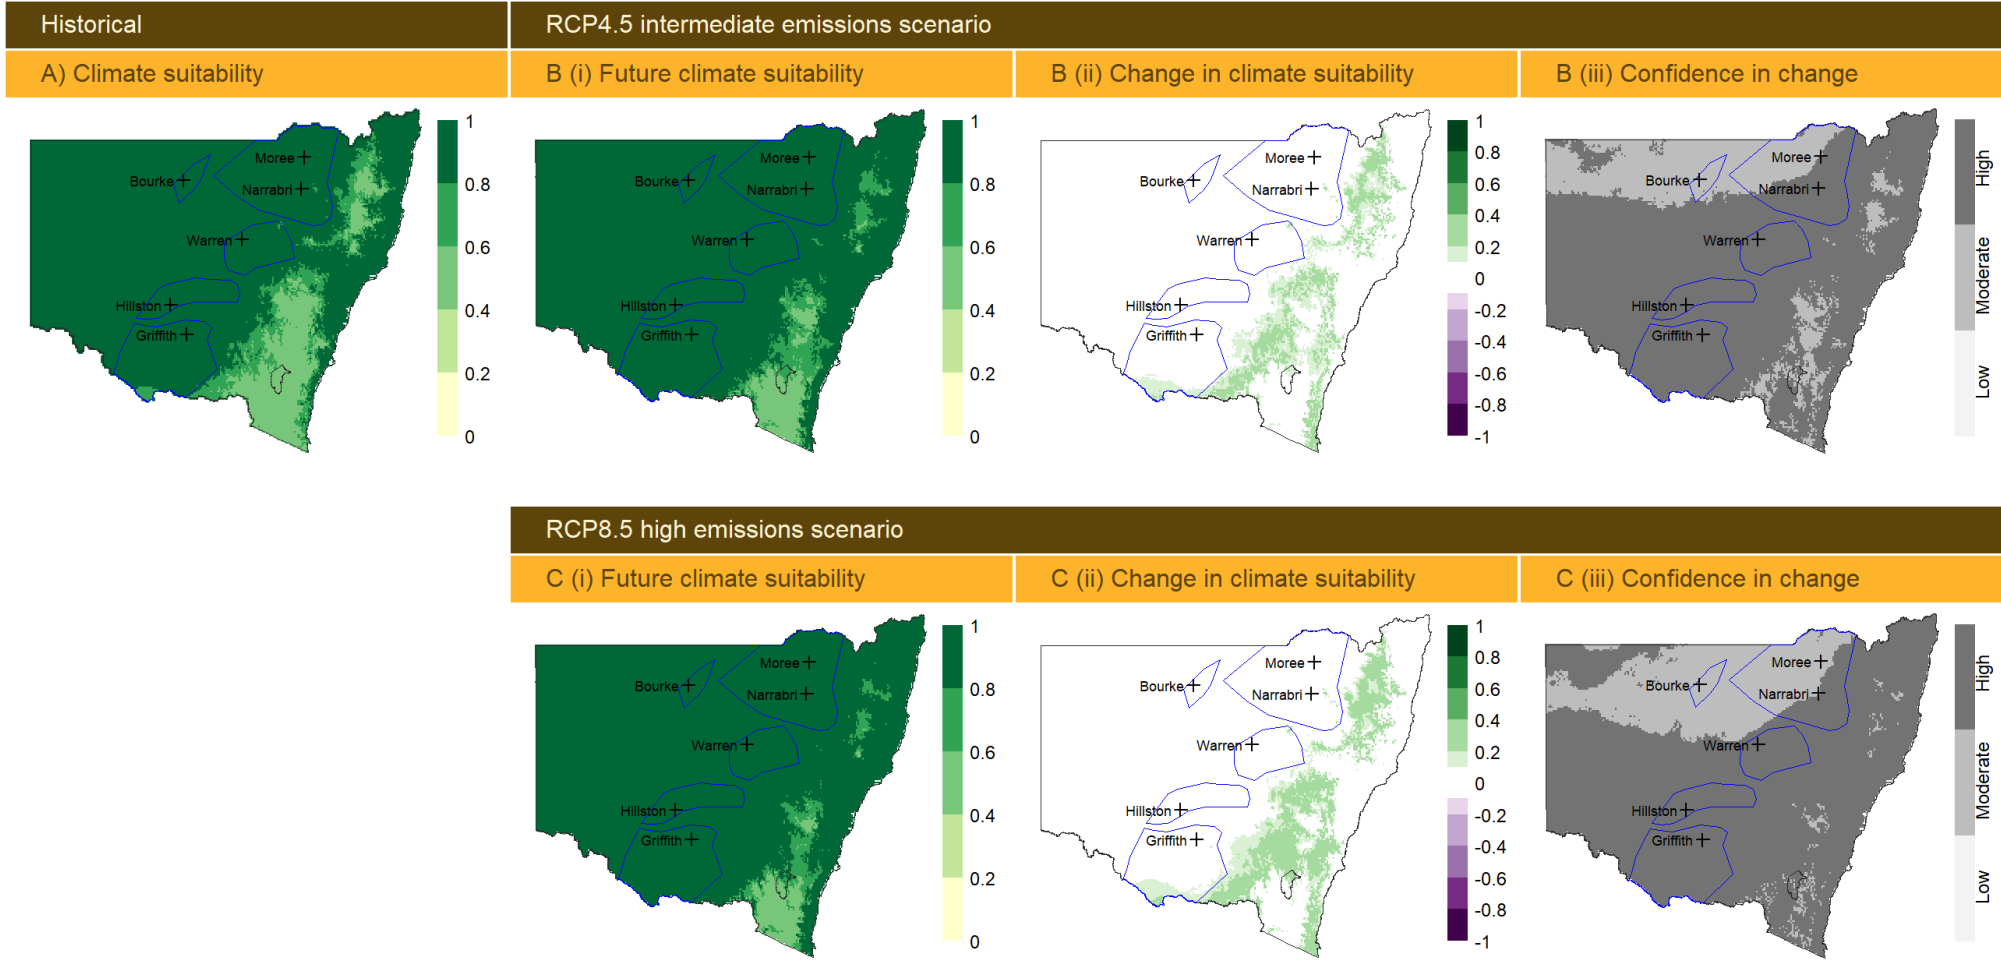 Historical
RCP4.5 intermediate emissions scenario
A) Climate suitability
B (i) Future climate suitability
B (ii) Change in climate suitability
B (iii) Confidence in change
Moree
Bourke
Narrabri
Warren
Hillston
Griffith
1
0.8
0.6
0.4
0.2
0
Moree
Bourke
Narrabri
Warren
Hillston
Griffith
1
0.8
0.6
0.4
0.2
0
Moree
Bourke
Narrabri
Warren
Hillston
Griffith
1
0.8
0.6
0.4
0.2
0
-0.2
-0.4
-0.6
-0.8
-1
Moree
Bourke
Narrabri
Warren
Hillston
Griffith
High
Moderate
Low
RCP8.5 high emissions scenario
C (i) Future climate suitability
C (ii) Change in climate suitability
C (iii) Confidence in change
Moree
Bourke
Narrabri
Warren
Hillston
Griffith
1
0.8
0.6
0.4
0.2
0
Moree
Bourke
Narrabri
Warren
Hillston
Griffith
1
0.8
0.6
0.4
0.2
0
-0.2
-0.4
-0.6
-0.8
-1
Moree
Bourke
Narrabri
Warren
Hillston
Griffith
High
Moderate
Low